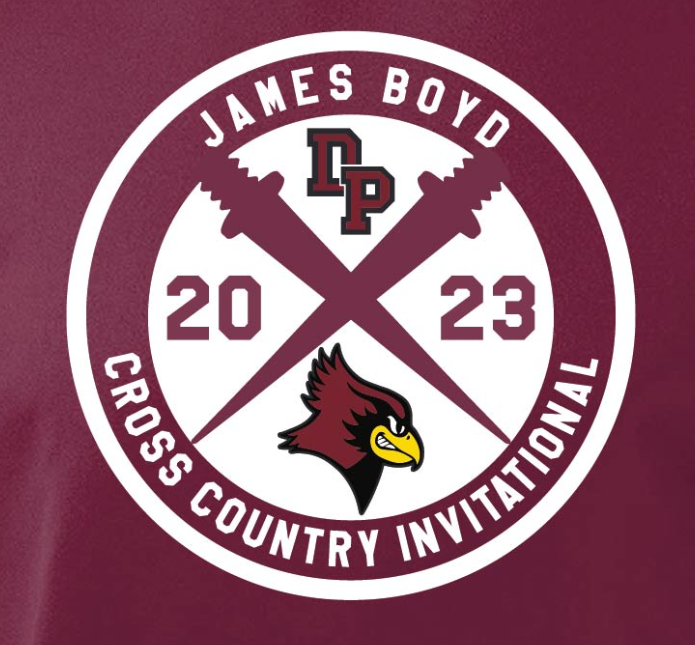 JAMES BOYD
DP
20 23
CROSS COUNTRY INVITATIONAL